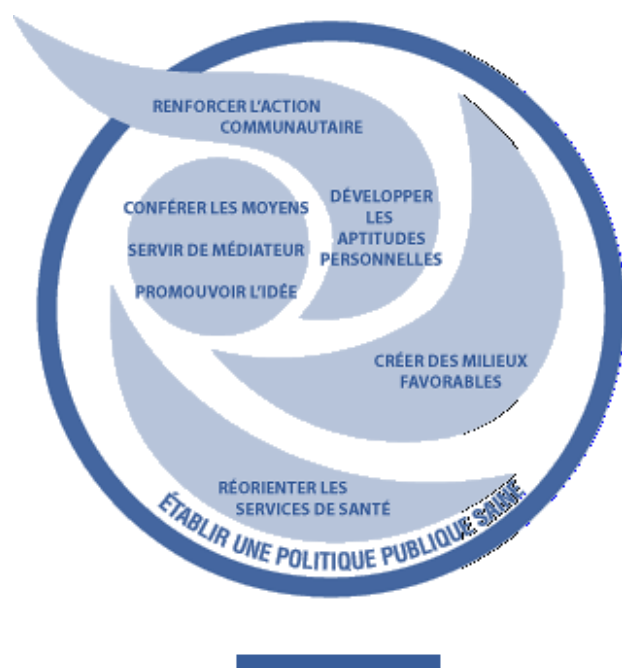 RENFORCER L'ACTION
COMMUNAUTAIRE
CONFÉRER LES MOYENS
SERVIR DE MÉDIATEUR
PROMOUVOIR L'IDÉE
DÉVELOPPER
LES
APTITUDES
PERSONNELLES
CRÉER DES MILIEUX
FAVORABLES
RÉORIENTER LES
SERVICES DE SANTÉ
ÉTABLIR UNE POLITIQUE PUBLIQUE SAINE